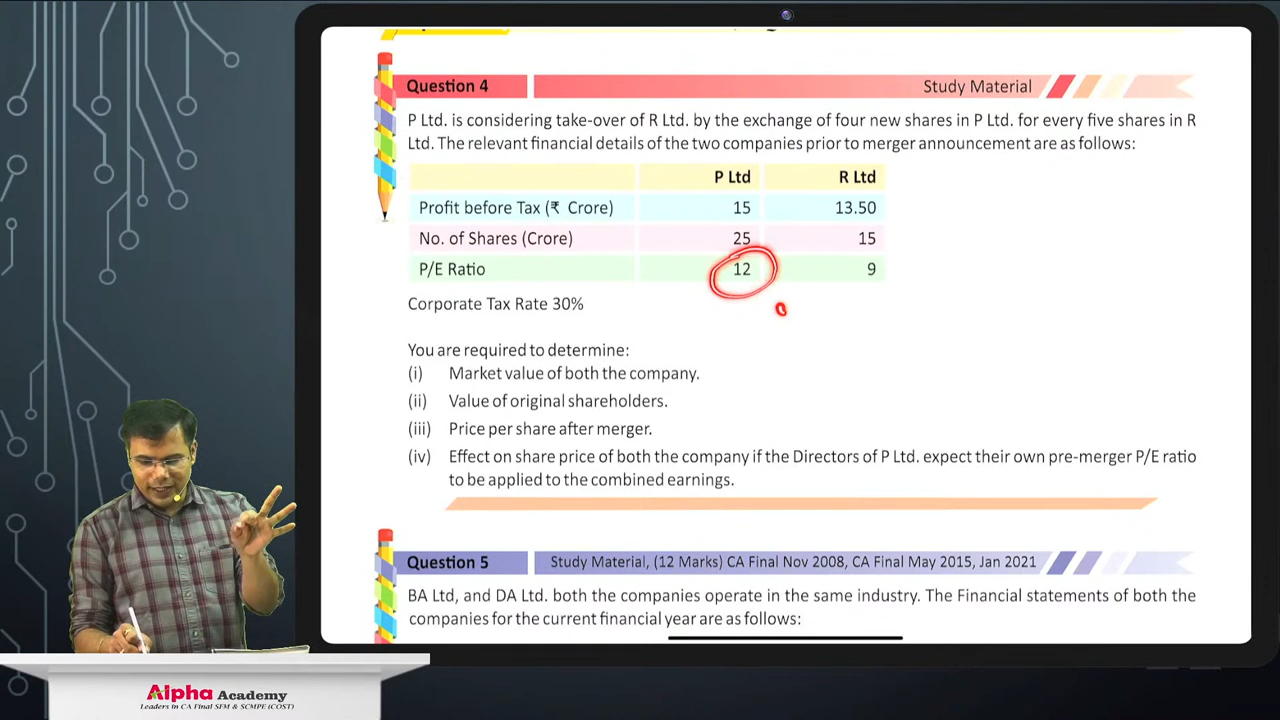 Question 4
Study Material
P Ltd. is considering take-over of R Ltd. by the exchange of four new shares in P Ltd. for every five shares in R
Ltd. The relevant financial details of the two companies prior to merger announcement are as follows:
P Ltd R Ltd
Profit before Tax (₹ Crore) 15 13.50
No. of Shares (Crore) 25 15
P/E Ratio 12 9
Corporate Tax Rate 30%
You are required to determine:
(i) Market value of both the company.
(ii) Value of original shareholders.
(iii) Price per share after merger.
(iv) Effect on share price of both the company if the Directors of P Ltd. expect their own pre-merger P/E ratio
to be applied to the combined earnings.
Question 5
Study Material, (12 Marks) CA Final Nov 2008, CA Final May 2015, Jan 2021
BA Ltd, and DA Ltd. both the companies operate in the same industry. The Financial statements of both the
companies for the current financial year are as follows:
Alpha Academy
Leaders in CA Final SFM & SCMPE (COST)